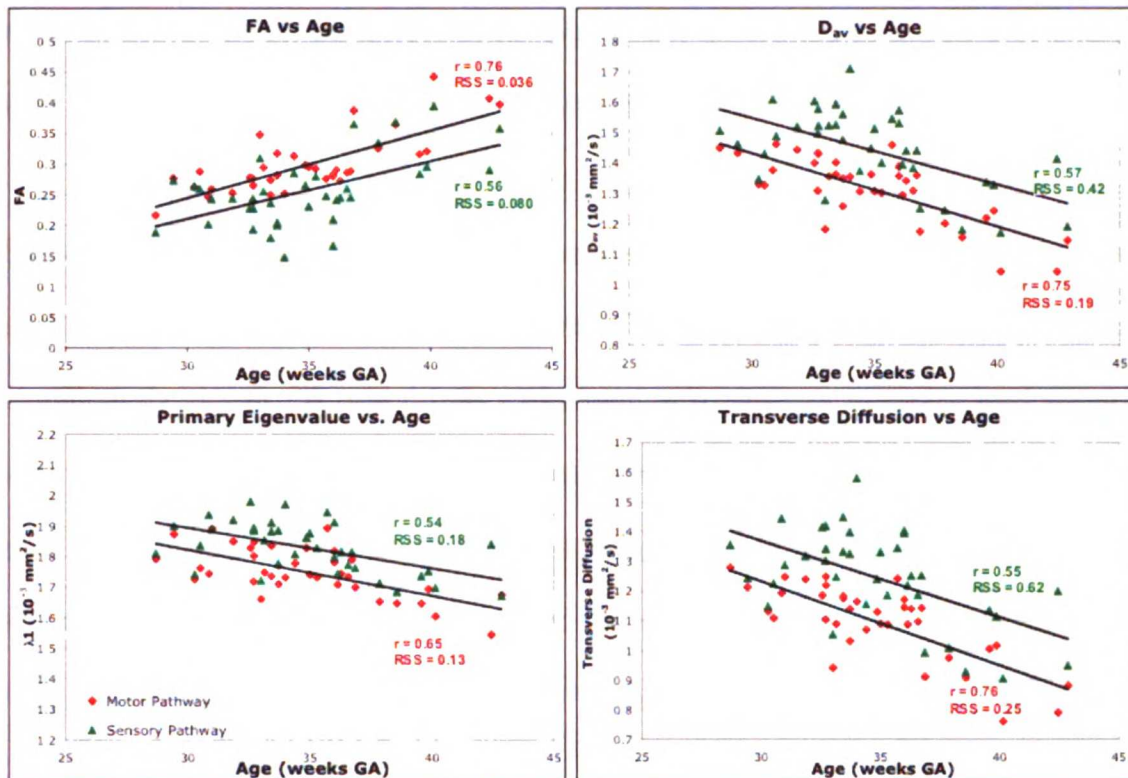 FA vs Age
0.5
0.45
0.4
0.35
0.3
0.25
0.2
0.15
0.1
0.05
0
FA
r = 0.76
RSS = 0.036
r = 0.56
RSS = 0.080
25 30 35 40 45
Age (weeks GA)
Dav vs Age
1.8
1.7
1.6
1.5
1.4
1.3
1.2
1.1
1
0.9
0.8
Dav (10⁻³ mm²/s)
r = 0.57
RSS = 0.42
r = 0.75
RSS = 0.19
25 30 35 40 45
Age (weeks GA)
Primary Eigenvalue vs. Age
2.2
2.1
2
1.9
1.8
1.7
1.6
1.5
1.4
1.3
1.2
λ1 (10⁻³ mm²/s)
r = 0.54
RSS = 0.18
r = 0.65
RSS = 0.13
Motor Pathway
Sensory Pathway
25 30 35 40 45
Age (weeks GA)
Transverse Diffusion vs Age
1.7
1.6
1.5
1.4
1.3
1.2
1.1
1
0.9
0.8
0.7
Transverse Diffusion
(10⁻³ mm²/s)
r = 0.55
RSS = 0.62
r = 0.76
RSS = 0.25
25 30 35 40 45
Age (weeks GA)